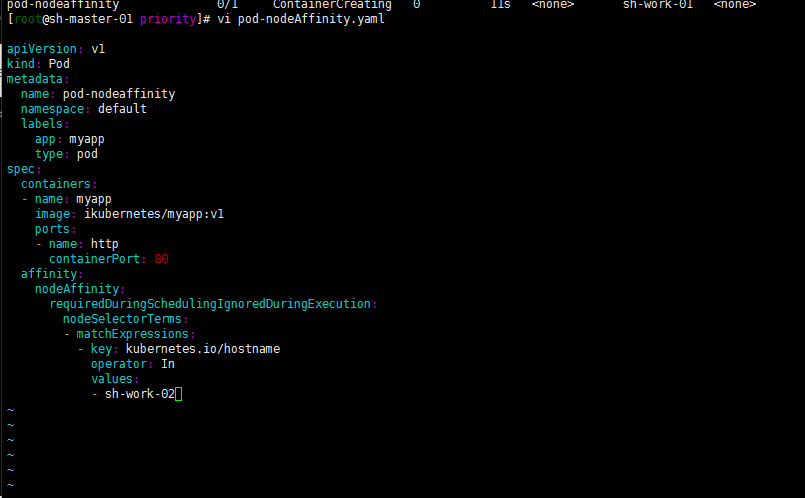 pod-nodeaffinity 0/1 ContainerCreating 0 11s <none> sh-work-01 <none>
[root@sh-master-01 priority]# vi pod-nodeAffinity.yaml
apiVersion: v1
kind: Pod
metadata:
  name: pod-nodeaffinity
  namespace: default
  labels:
    app: myapp
    type: pod
spec:
  containers:
  - name: myapp
    image: ikubernetes/myapp:v1
    ports:
    - name: http
      containerPort: 80
  affinity:
    nodeAffinity:
      requiredDuringSchedulingIgnoredDuringExecution:
        nodeSelectorTerms:
        - matchExpressions:
          - key: kubernetes.io/hostname
            operator: In
            values:
            - sh-work-02
~
~
~
~
~
~